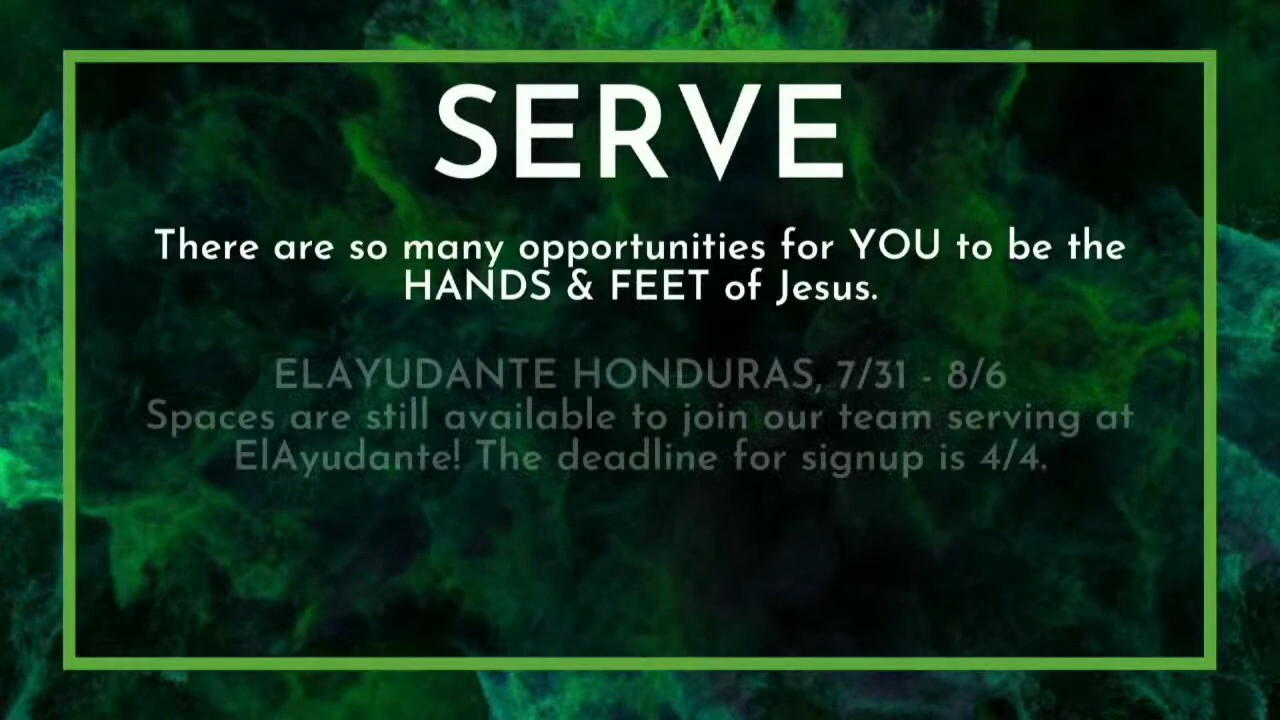 SERVE
There are so many opportunities for YOU to be the
HANDS & FEET of Jesus.
ELAYUDANTE HONDURAS, 7/31 - 8/6
Spaces are still available to join our team serving at
ElAyudante! The deadline for signup is 4/4.